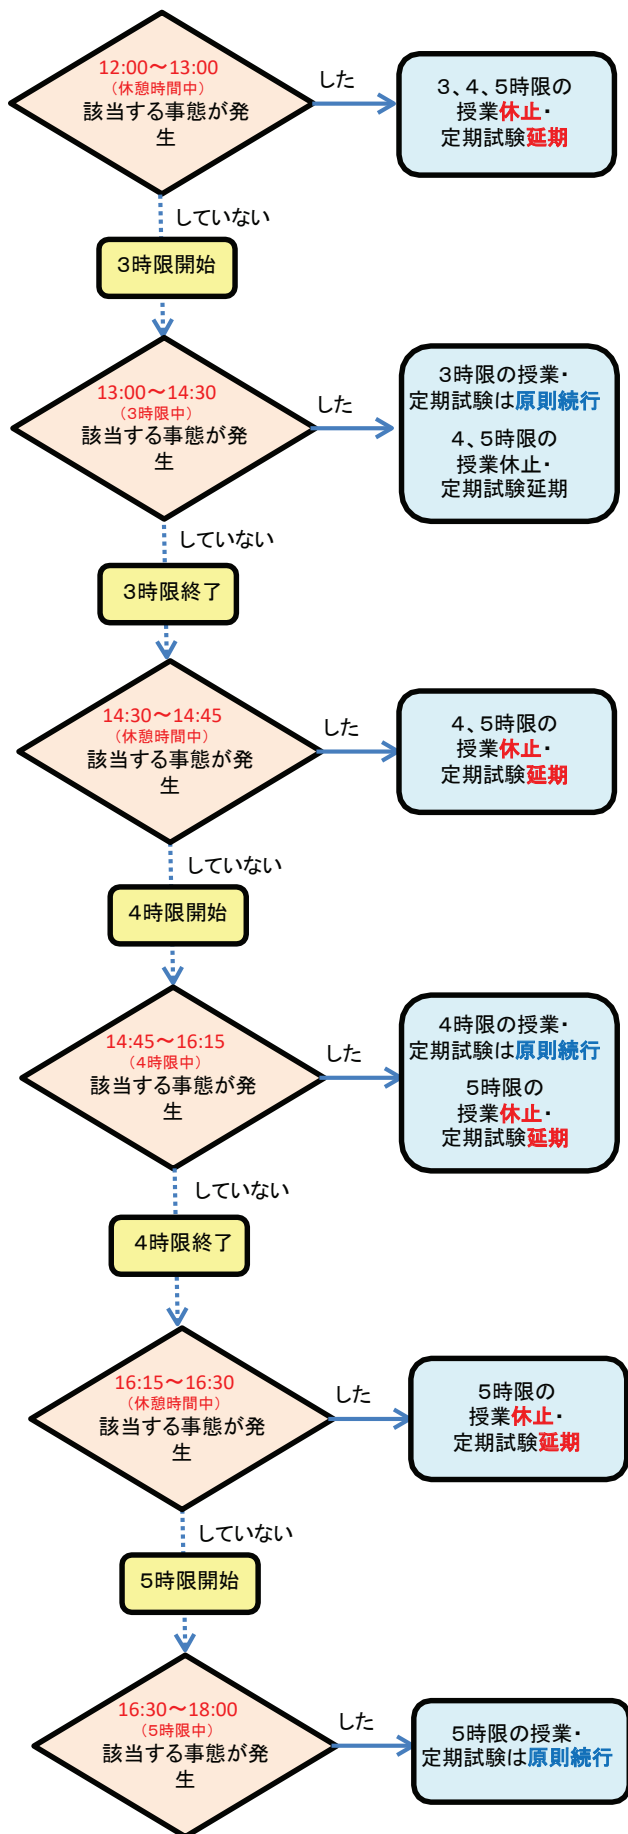 12:00～13:00
（休憩時間中）
該当する事態が発
生
した
3、4、5時限の
授業休止・
定期試験延期
していない
3時限開始
13:00～14:30
（3時限中）
該当する事態が発
生
した
3時限の授業・
定期試験は原則続行
4、5時限の
授業休止・
定期試験延期
していない
3時限終了
14:30～14:45
（休憩時間中）
該当する事態が発
生
した
4、5時限の
授業休止・
定期試験延期
していない
4時限開始
14:45～16:15
（4時限中）
該当する事態が発
生
した
4時限の授業・
定期試験は原則続行
5時限の
授業休止・
定期試験延期
していない
4時限終了
16:15～16:30
（休憩時間中）
該当する事態が発
生
した
5時限の
授業休止・
定期試験延期
していない
5時限開始
16:30～18:00
（5時限中）
該当する事態が発
生
した
5時限の授業・
定期試験は原則続行